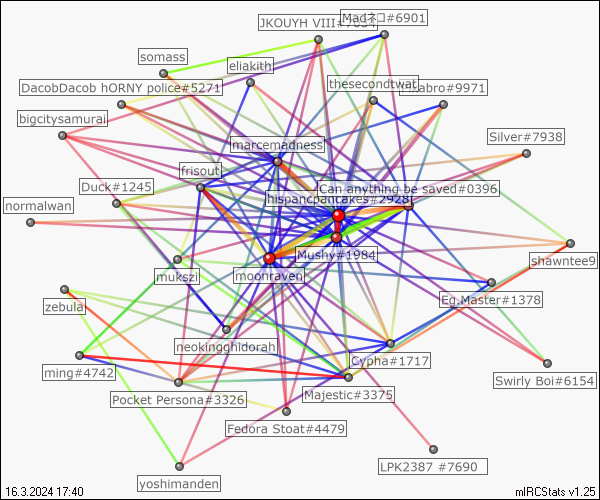 JKOUYH VIII#7034
Madネコ#6901
somass
eliakith
DacobDacob hORNY police#5271
thesecondtwat
abro#9971
bigcitysamurai
Silver#7938
marcemadness
frisout
Duck#1245
Can anything be saved#0396
hispancpancakes#2928
normalwan
Mushy#1984
shawntee9
mukszi
moonraven
zebula
Eg.Master#1378
neokingghidorah
Cypha#1717
ming#4742
Swirly Boi#6154
Majestic#3375
Pocket Persona#3326
Fedora Stoat#4479
LPK2387 #7690
yoshimanden
16.3.2024 17:40
mIRCStats v1.25